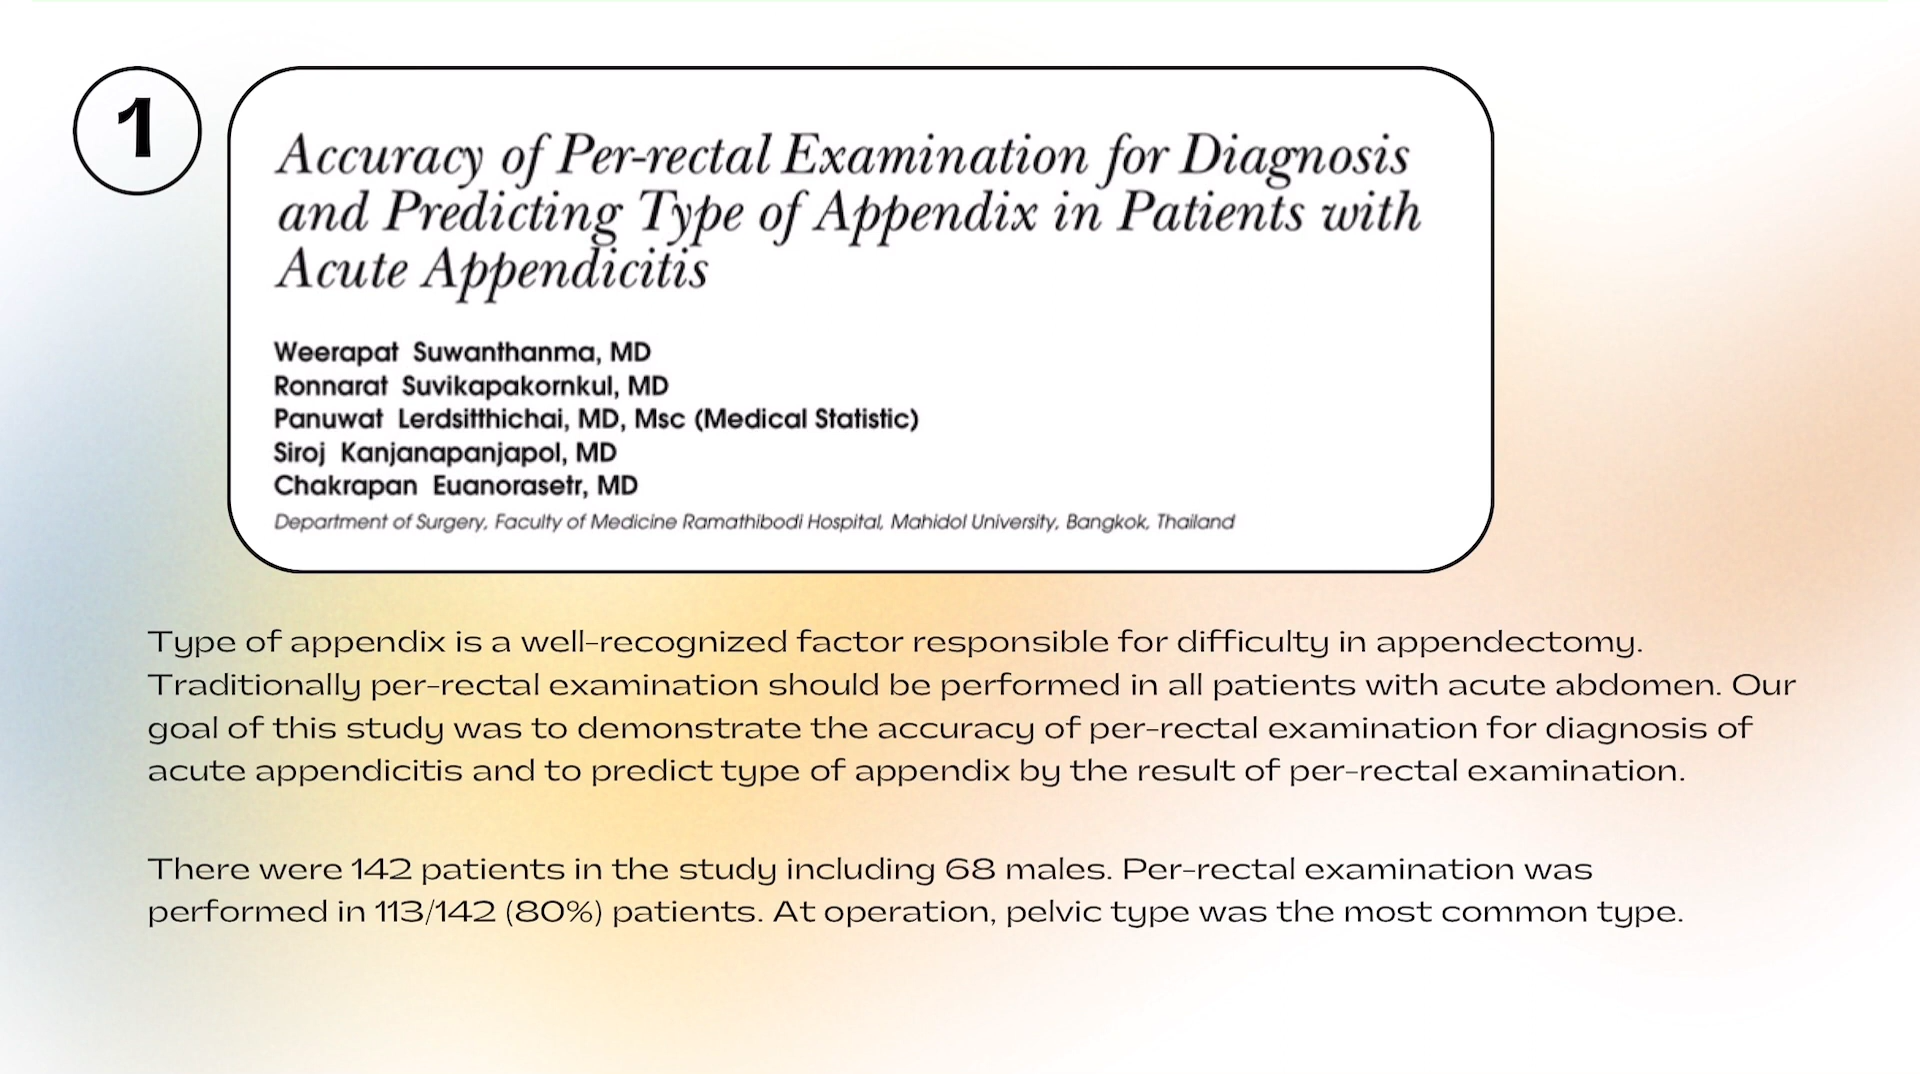 1
Accuracy of Per-rectal Examination for Diagnosis
and Predicting Type of Appendix in Patients with
Acute Appendicitis
Weerapat Suwanthanma, MD
Ronnarat Suvikapakornkul, MD
Panuwat Lerdsitthichai, MD, Msc (Medical Statistic)
Siroj Kanjanapanjapol, MD
Chakrapan Euanorasetr, MD
Department of Surgery, Faculty of Medicine Ramathibodi Hospital, Mahidol University, Bangkok, Thailand
Type of appendix is a well-recognized factor responsible for difficulty in appendectomy.
Traditionally per-rectal examination should be performed in all patients with acute abdomen. Our
goal of this study was to demonstrate the accuracy of per-rectal examination for diagnosis of
acute appendicitis and to predict type of appendix by the result of per-rectal examination.
There were 142 patients in the study including 68 males. Per-rectal examination was
performed in 113/142 (80%) patients. At operation, pelvic type was the most common type.